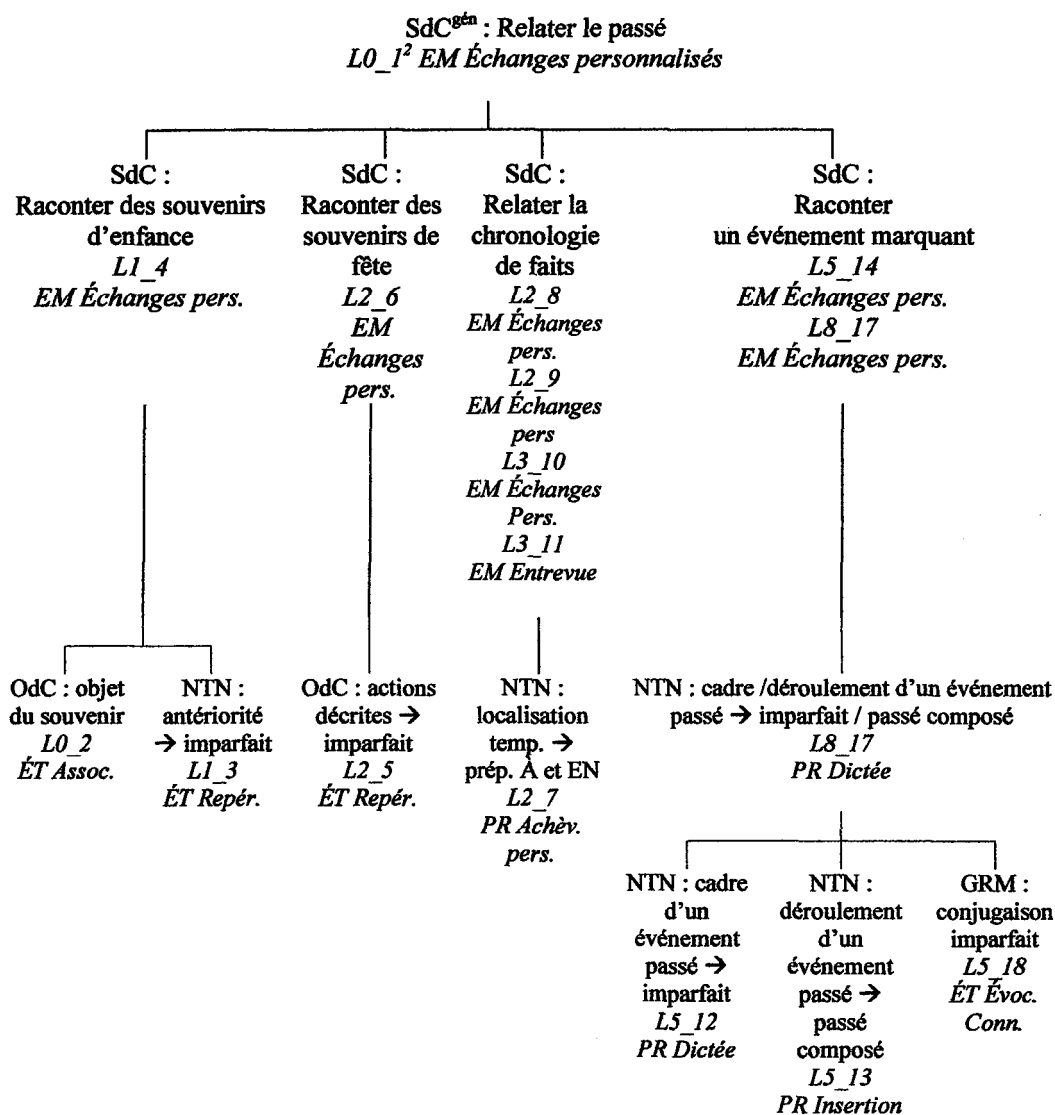 SdCgén : Relater le passé
L0_1² EM Échanges personnalisés
SdC :
Raconter des souvenirs
d’enfance
L1_4
EM Échanges pers.
SdC :
Raconter des
souvenirs de
fête
L2_6
EM
Échanges
pers.
SdC :
Relater la
chronologie
de faits
L2_8
EM Échanges
pers.
L2_9
EM Échanges
pers
L3_10
EM Échanges
Pers.
L3_11
EM Entrevue
SdC :
Raconter
un événement marquant
L5_14
EM Échanges pers.
L8_17
EM Échanges pers.
OdC : objet
du souvenir
L0_2
ÉT Assoc.
NTN :
antériorité
→ imparfait
L1_3
ÉT Repér.
OdC : actions
décrites →
imparfait
L2_5
ÉT Repér.
NTN :
localisation
temp. →
prép. À et EN
L2_7
PR Achèv.
pers.
NTN : cadre /déroulement d’un événement
passé → imparfait / passé composé
L8_17
PR Dictée
NTN : cadre
d’un
événement
passé →
imparfait
L5_12
PR Dictée
NTN :
déroulement
d’un
événement
passé →
passé
composé
L5_13
PR Insertion
GRM :
conjugaison
imparfait
L5_18
ÉT Évoc.
Conn.